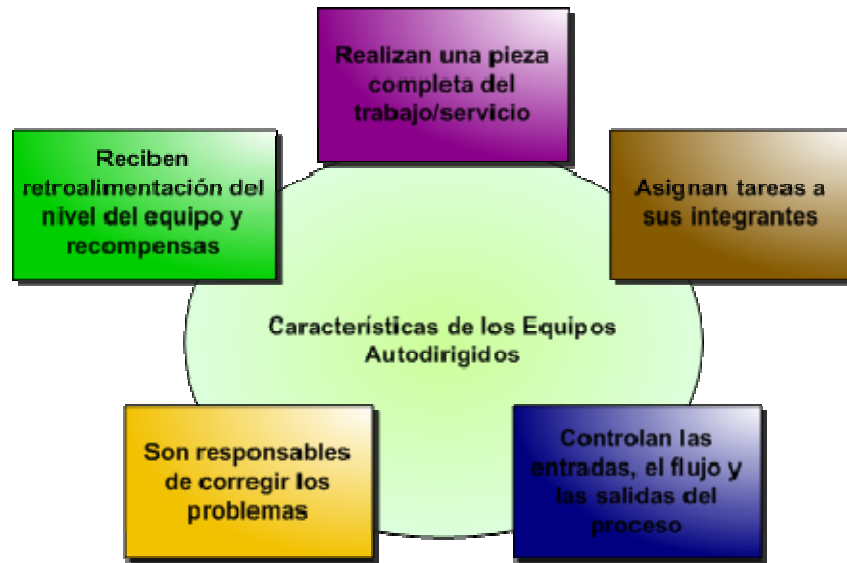 Realizan una pieza
completa del
trabajo/servicio
Reciben
retroalimentación del
nivel del equipo y
recompensas
Asignan tareas a
sus integrantes
Características de los Equipos
Autodirigidos
Son responsables
de corregir los
problemas
Controlan las
entradas, el flujo y
las salidas del
proceso